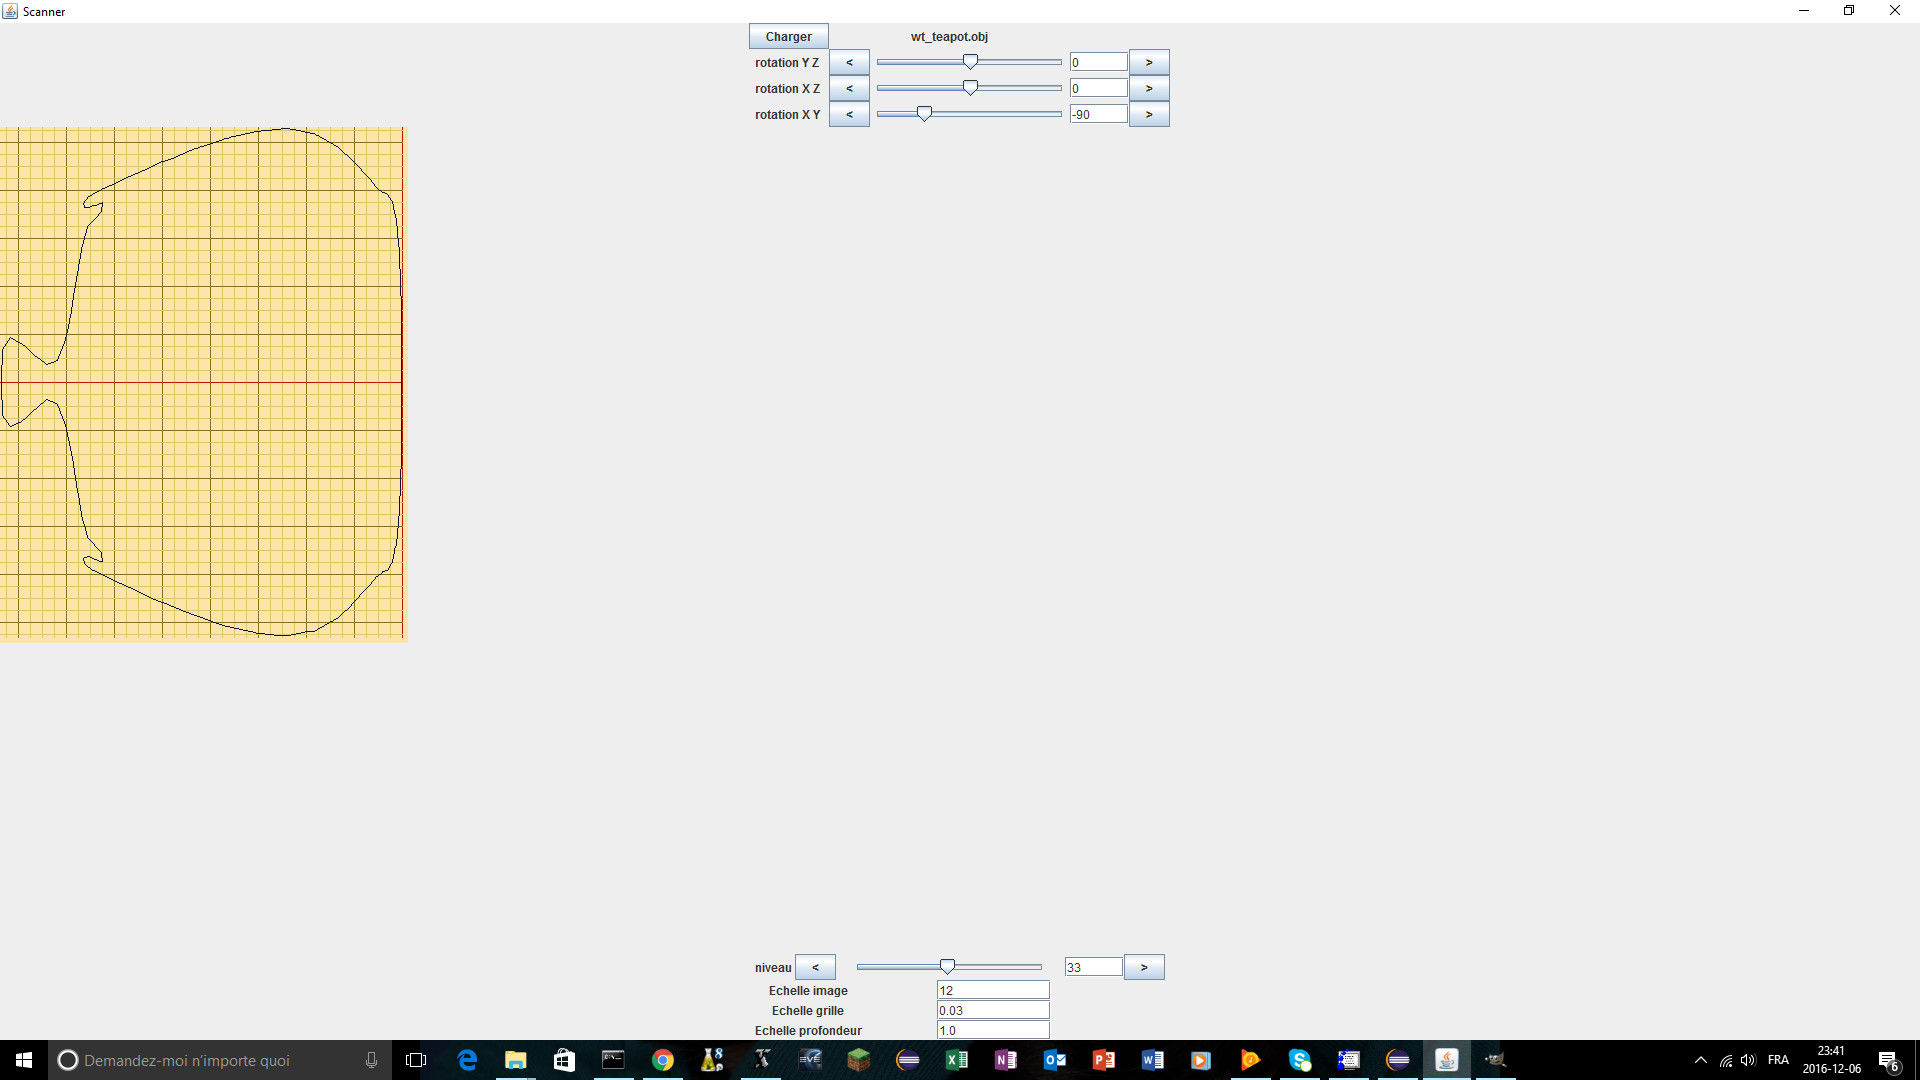 Scanner
Charger wt_teapot.obj
rotation Y Z < 0 >
rotation X Z < 0 >
rotation X Y < -90 >
niveau < 33 >
Echelle image 12
Echelle grille 0.03
Echelle profondeur 1.0
Demandez-moi n'importe quoi
FRA
23:41
2016-12-06
6